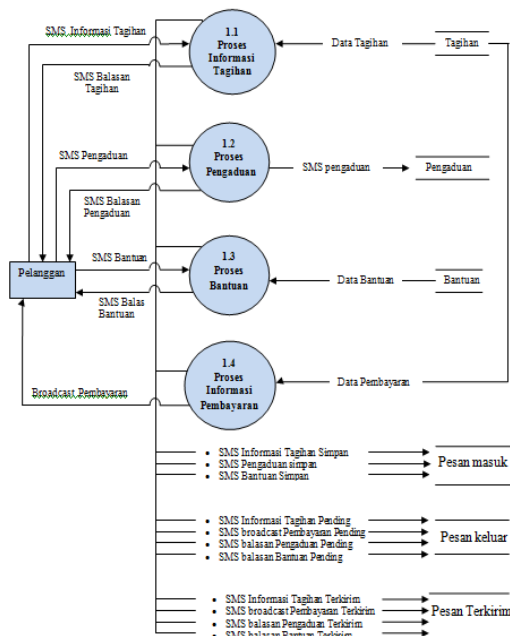 SMS Informasi Tagihan
1.1
Proses
Informasi
Tagihan
Data Tagihan
Tagihan
SMS Balasan
Tagihan
1.2
Proses
Pengaduan
SMS Pengaduan
SMS pengaduan
Pengaduan
SMS Balasan
Pengaduan
1.3
Proses
Bantuan
SMS Bantuan
Pelanggan
Data Bantuan
Bantuan
SMS Balas
Bantuan
1.4
Proses
Informasi
Pembayaran
Data Pembayaran
Broadcast Pembayaran
• SMS Informasi Tagihan Simpan
• SMS Pengaduan simpan
• SMS Bantuan Simpan
Pesan masuk
• SMS Informasi Tagihan Pending
• SMS broadcast Pembayaran Pending
• SMS balasan Pengaduan Pending
• SMS balasan Bantuan Pending
Pesan keluar
• SMS Informasi Tagihan Terkirim
• SMS broadcast Pembayaran Terkirim
• SMS balasan Pengaduan Terkirim
• SMS balasan Bantuan Terkirim
Pesan Terkirim